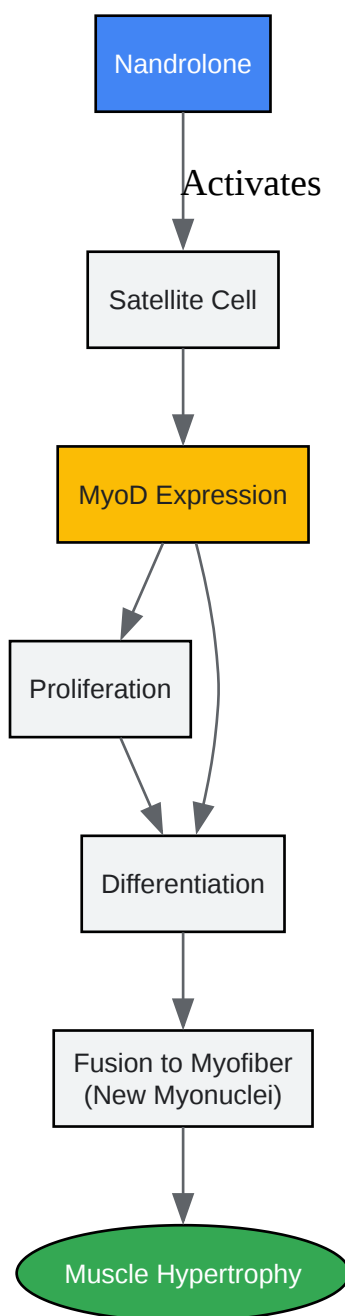 Nandrolone
Activates
Satellite Cell
MyoD Expression
Proliferation
Differentiation
Fusion to Myofiber
(New Myonuclei)
Muscle Hypertrophy